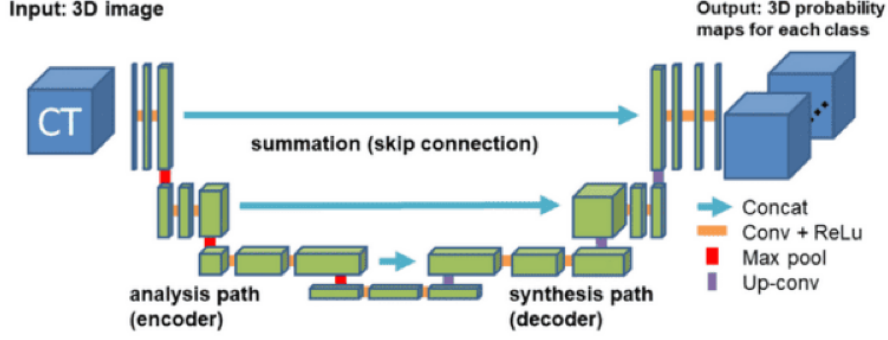 Input: 3D image
Output: 3D probability
maps for each class
CT
summation (skip connection)
Concat
Conv + ReLu
Max pool
Up-conv
analysis path
(encoder)
synthesis path
(decoder)